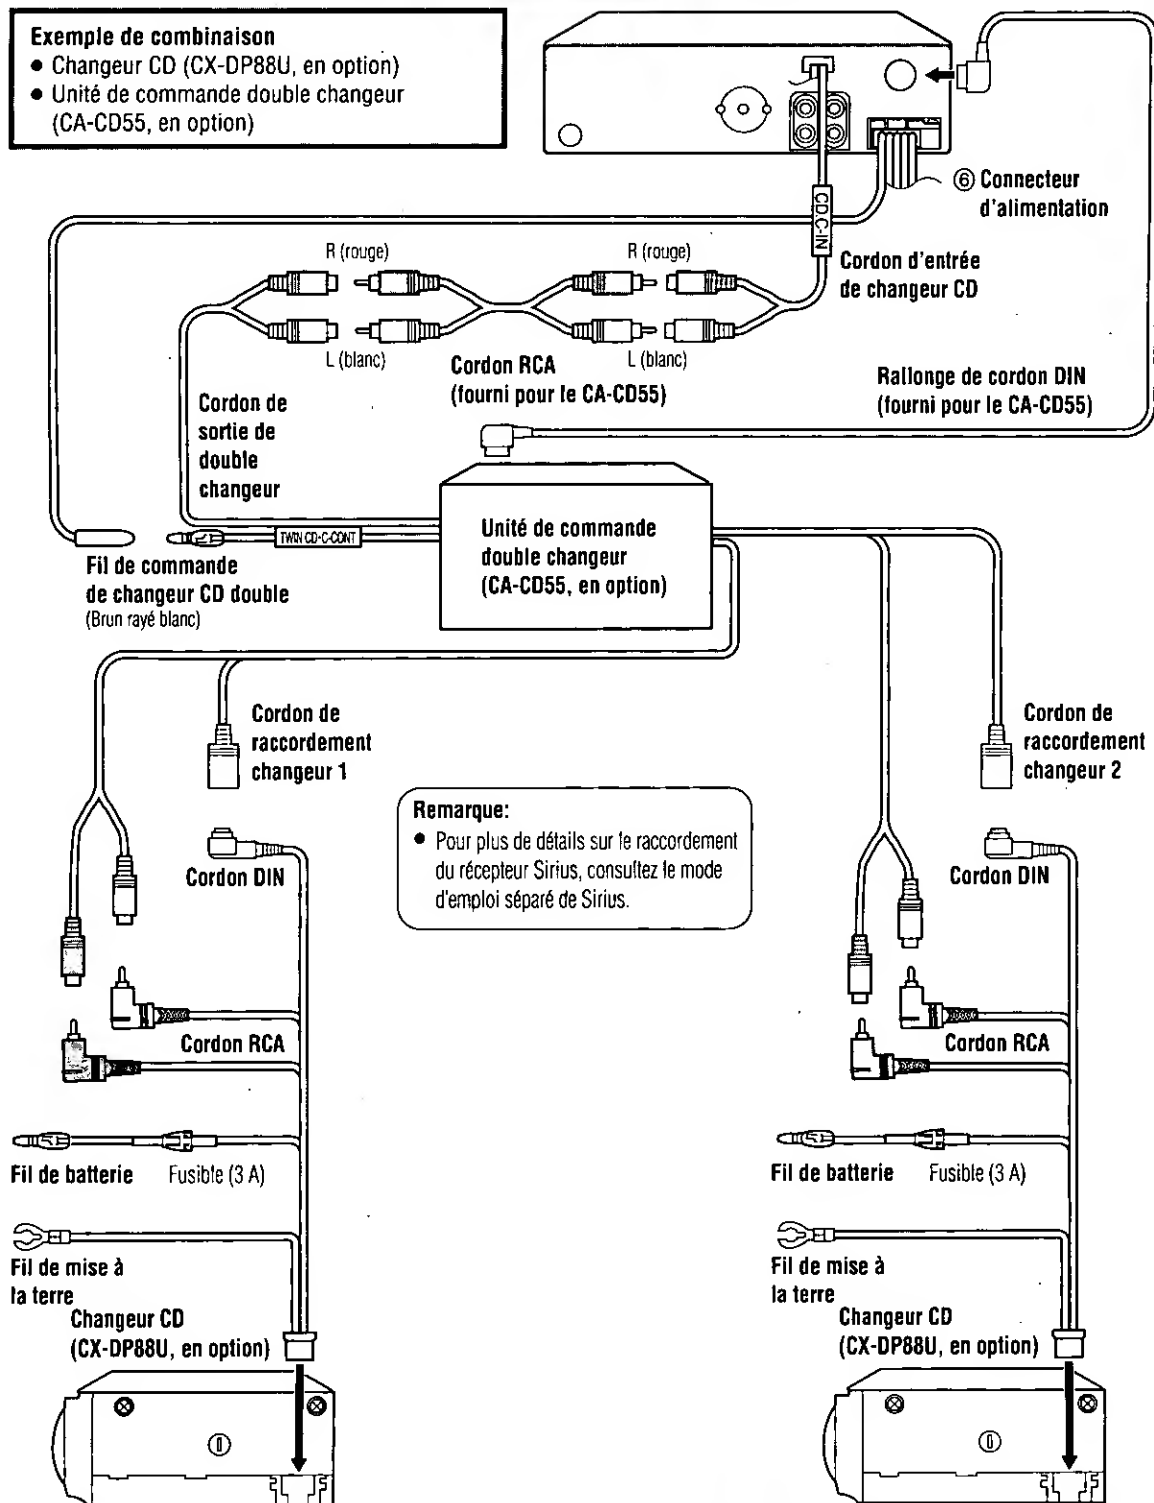 Exemple de combinaison
● Changeur CD (CX-DP88U, en option)
● Unité de commande double changeur
(CA-CD55, en option)
⑥ Connecteur
d'alimentation
CD.C-IN
R (rouge)
R (rouge)
Cordon d'entrée
de changeur CD
L (blanc)
L (blanc)
Cordon RCA
(fourni pour le CA-CD55)
Rallonge de cordon DIN
(fourni pour le CA-CD55)
Cordon de
sortie de
double
changeur
TWIN CD-C-CONT
Unité de commande
double changeur
(CA-CD55, en option)
Fil de commande
de changeur CD double
(Brun rayé blanc)
Cordon de
raccordement
changeur 1
Cordon de
raccordement
changeur 2
Remarque:
● Pour plus de détails sur le raccordement
du récepteur Sirius, consultez le mode
d'emploi séparé de Sirius.
Cordon DIN
Cordon DIN
Cordon RCA
Cordon RCA
Fil de batterie
Fusible (3 A)
Fil de batterie
Fusible (3 A)
Fil de mise à
la terre
Fil de mise à
la terre
Changeur CD
(CX-DP88U, en option)
Changeur CD
(CX-DP88U, en option)